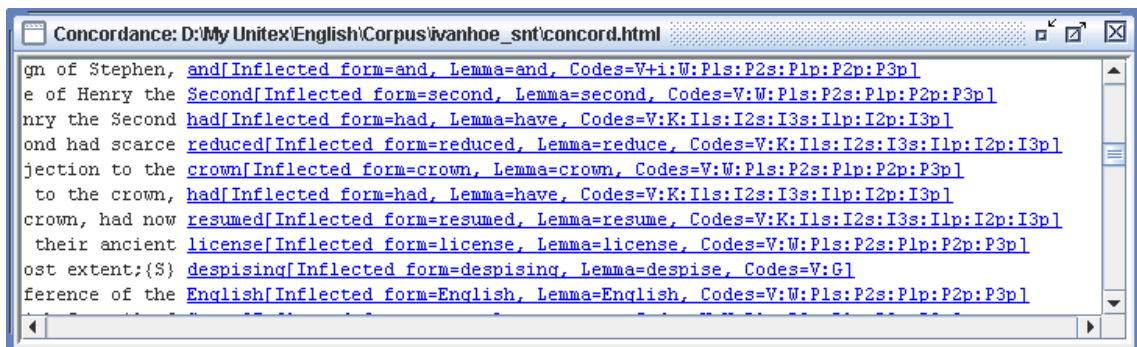 Concordance: D:\My Unitex\English\Corpus\ivanhoe_snt\concord.html
gn of Stephen, and[Inflected form=and, Lemma=and, Codes=V+i:W:P1s:P2s:P1p:P2p:P3p]
e of Henry the Second[Inflected form=second, Lemma=second, Codes=V:W:P1s:P2s:P1p:P2p:P3p]
nry the Second had[Inflected form=had, Lemma=have, Codes=V:K:I1s:I2s:I3s:I1p:I2p:I3p]
ond had scarce reduced[Inflected form=reduced, Lemma=reduce, Codes=V:K:I1s:I2s:I3s:I1p:I2p:I3p]
jection to the crown[Inflected form=crown, Lemma=crown, Codes=V:W:P1s:P2s:P1p:P2p:P3p]
to the crown, had[Inflected form=had, Lemma=have, Codes=V:K:I1s:I2s:I3s:I1p:I2p:I3p]
crown, had now resumed[Inflected form=resumed, Lemma=resume, Codes=V:K:I1s:I2s:I3s:I1p:I2p:I3p]
their ancient license[Inflected form=license, Lemma=license, Codes=V:W:P1s:P2s:P1p:P2p:P3p]
ost extent;{S} despising[Inflected form=despising, Lemma=despise, Codes=V:G]
ference of the English[Inflected form=English, Lemma=English, Codes=V:W:P1s:P2s:P1p:P2p:P3p]